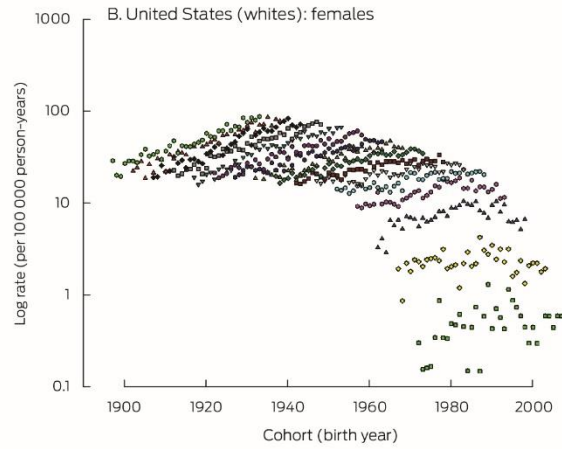 B. United States (whites): females
Log rate (per 100 000 person-years)
1000
100
10
1
0.1
1900 1920 1940 1960 1980 2000
Cohort (birth year)